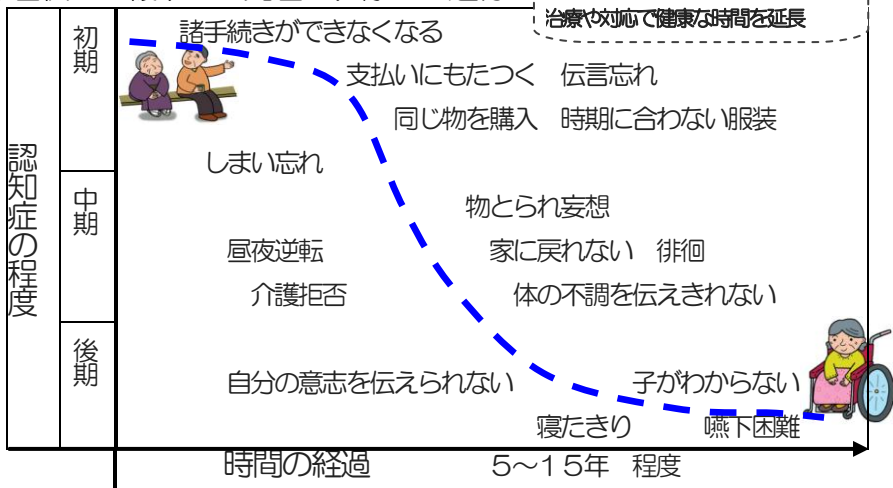 治療や対応で健康な時間を延長
初期
諸手続きができなくなる
支払いにもたつく 伝言忘れ
同じ物を購入 時期に合わない服装
しまい忘れ
認知症の程度
中期
物とられ妄想
昼夜逆転 家に戻れない 徘徊
介護拒否 体の不調を伝えきれない
後期
自分の意志を伝えられない 子がわからない
寝たきり 嚥下困難
時間の経過 5~15年 程度